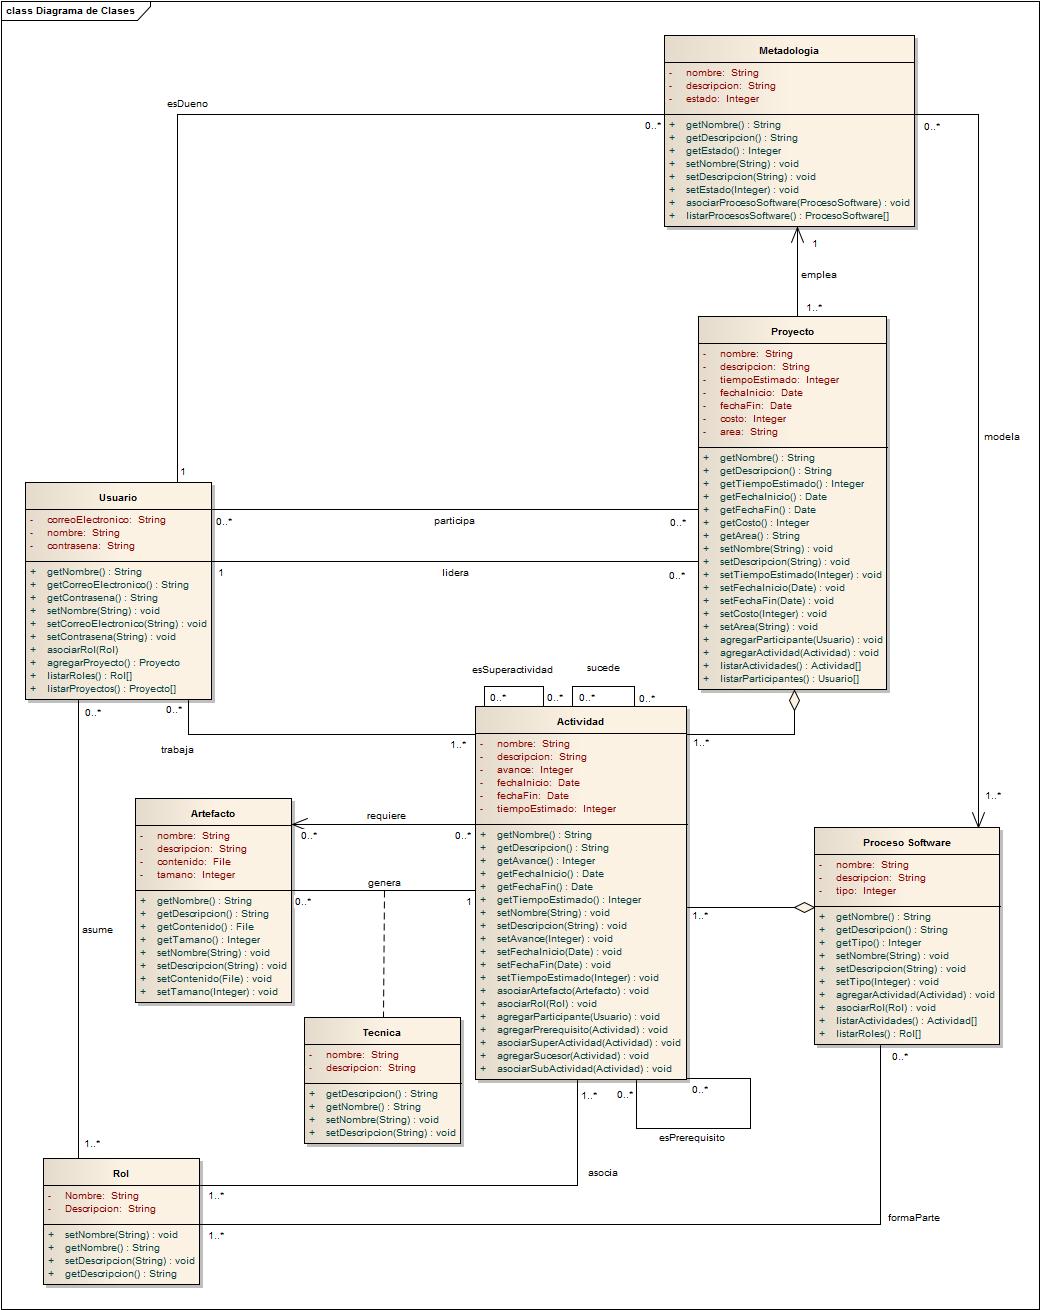 class Diagrama de Clases
Metadologia
- nombre: String
- descripcion: String
- estado: Integer
+ getNombre() : String
+ getDescripcion() : String
+ getEstado() : Integer
+ setNombre(String) : void
+ setDescripcion(String) : void
+ setEstado(Integer) : void
+ asociarProcesoSoftware(ProcesoSoftware) : void
+ listarProcesosSoftware() : ProcesoSoftware[]
esDueno
0..*
0..*
1
emplea
1..*
modela
Proyecto
- nombre: String
- descripcion: String
- tiempoEstimado: Integer
- fechaInicio: Date
- fechaFin: Date
- costo: Integer
- area: String
+ getNombre() : String
+ getDescripcion() : String
+ getTiempoEstimado() : Integer
+ getFechaInicio() : Date
+ getFechaFin() : Date
+ getCosto() : Integer
+ getArea() : String
+ setNombre(String) : void
+ setDescripcion(String) : void
+ setTiempoEstimado(Integer) : void
+ setFechaInicio(Date) : void
+ setFechaFin(Date) : void
+ setCosto(Integer) : void
+ setArea(String) : void
+ agregarParticipante(Usuario) : void
+ agregarActividad(Actividad) : void
+ listarActividades() : Actividad[]
+ listarParticipantes() : Usuario[]
1
Usuario
- correoElectronico: String
- nombre: String
- contrasena: String
+ getNombre() : String
+ getCorreoElectronico() : String
+ getContrasena() : String
+ setNombre(String) : void
+ setCorreoElectronico(String) : void
+ setContrasena(String) : void
+ asociarRol(Rol)
+ agregarProyecto() : Proyecto
+ listarRoles() : Rol[]
+ listarProyectos() : Proyecto[]
0..*
participa
0..*
1
lidera
0..*
esSuperactividad
sucede
0..*
0..*
0..*
0..*
0..*
0..*
trabaja
1..*
1..*
Actividad
- nombre: String
- descripcion: String
- avance: Integer
- fechaInicio: Date
- fechaFin: Date
- tiempoEstimado: Integer
+ getNombre() : String
+ getDescripcion() : String
+ getAvance() : Integer
+ getFechaInicio() : Date
+ getFechaFin() : Date
+ getTiempoEstimado() : Integer
+ setNombre(String) : void
+ setDescripcion(String) : void
+ setAvance(Integer) : void
+ setFechaInicio(Date) : void
+ setFechaFin(Date) : void
+ setTiempoEstimado(Integer) : void
+ asociarArtefacto(Artefacto) : void
+ asociarRol(Rol) : void
+ agregarParticipante(Usuario) : void
+ agregarPrerequisito(Actividad) : void
+ asociarSuperActividad(Actividad) : void
+ agregarSucesor(Actividad) : void
+ asociarSubActividad(Actividad) : void
Artefacto
- nombre: String
- descripcion: String
- contenido: File
- tamano: Integer
+ getNombre() : String
+ getDescripcion() : String
+ getContenido() : File
+ getTamano() : Integer
+ setNombre(String) : void
+ setDescripcion(String) : void
+ setContenido(File) : void
+ setTamano(Integer) : void
requiere
0..*
0..*
genera
0..*
1
asume
1..*
Proceso Software
- nombre: String
- descripcion: String
- tipo: Integer
+ getNombre() : String
+ getDescripcion() : String
+ getTipo() : Integer
+ setNombre(String) : void
+ setDescripcion(String) : void
+ setTipo(Integer) : void
+ agregarActividad(Actividad) : void
+ asociarRol(Rol) : void
+ listarActividades() : Actividad[]
+ listarRoles() : Rol[]
1..*
0..*
Tecnica
- nombre: String
- descripcion: String
+ getDescripcion() : String
+ getNombre() : String
+ setNombre(String) : void
+ setDescripcion(String) : void
1..*
0..*
0..*
esPrerequisito
1..*
Rol
- Nombre: String
- Descripcion: String
+ setNombre(String) : void
+ getNombre() : String
+ setDescripcion(String) : void
+ getDescripcion() : String
asocia
1..*
formaParte
1..*